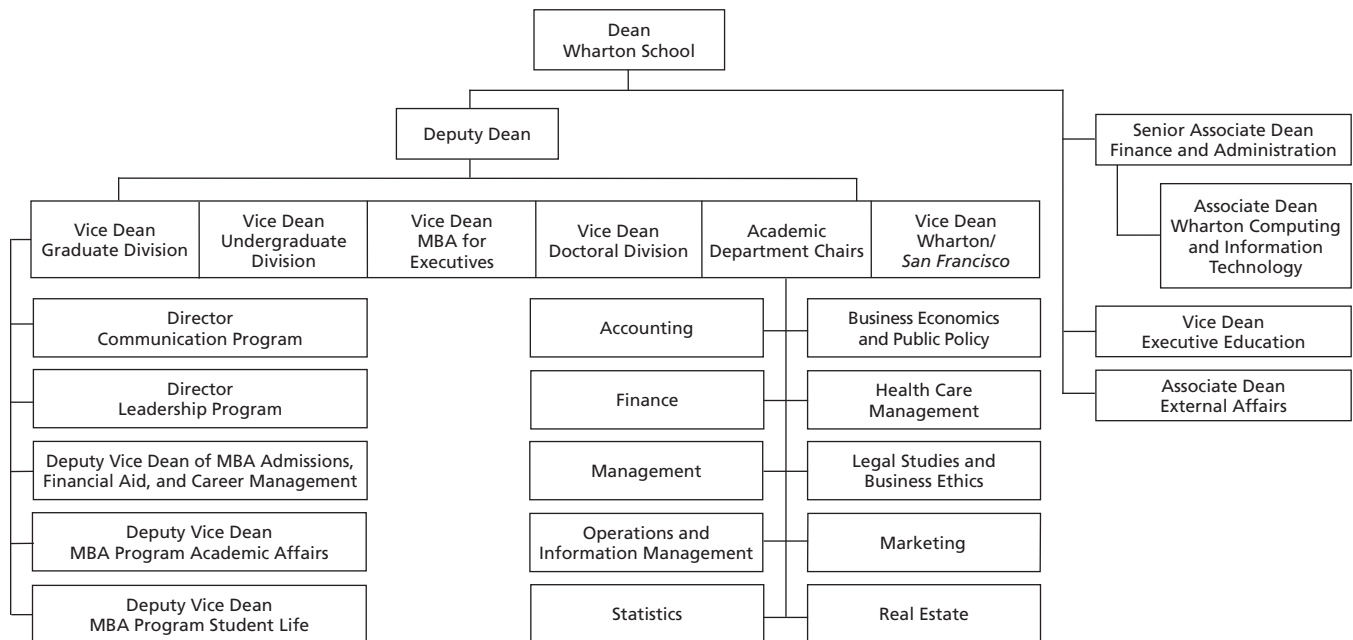 Dean
Wharton School
Deputy Dean
Senior Associate Dean
Finance and Administration
Associate Dean
Wharton Computing
and Information
Technology
Vice Dean
Executive Education
Associate Dean
External Affairs
Vice Dean
Graduate Division
Vice Dean
Undergraduate
Division
Vice Dean
MBA for
Executives
Vice Dean
Doctoral Division
Academic
Department Chairs
Vice Dean
Wharton/
San Francisco
Director
Communication Program
Director
Leadership Program
Deputy Vice Dean of MBA Admissions,
Financial Aid, and Career Management
Deputy Vice Dean
MBA Program Academic Affairs
Deputy Vice Dean
MBA Program Student Life
Accounting
Business Economics
and Public Policy
Finance
Health Care
Management
Management
Legal Studies and
Business Ethics
Operations and
Information Management
Marketing
Statistics
Real Estate